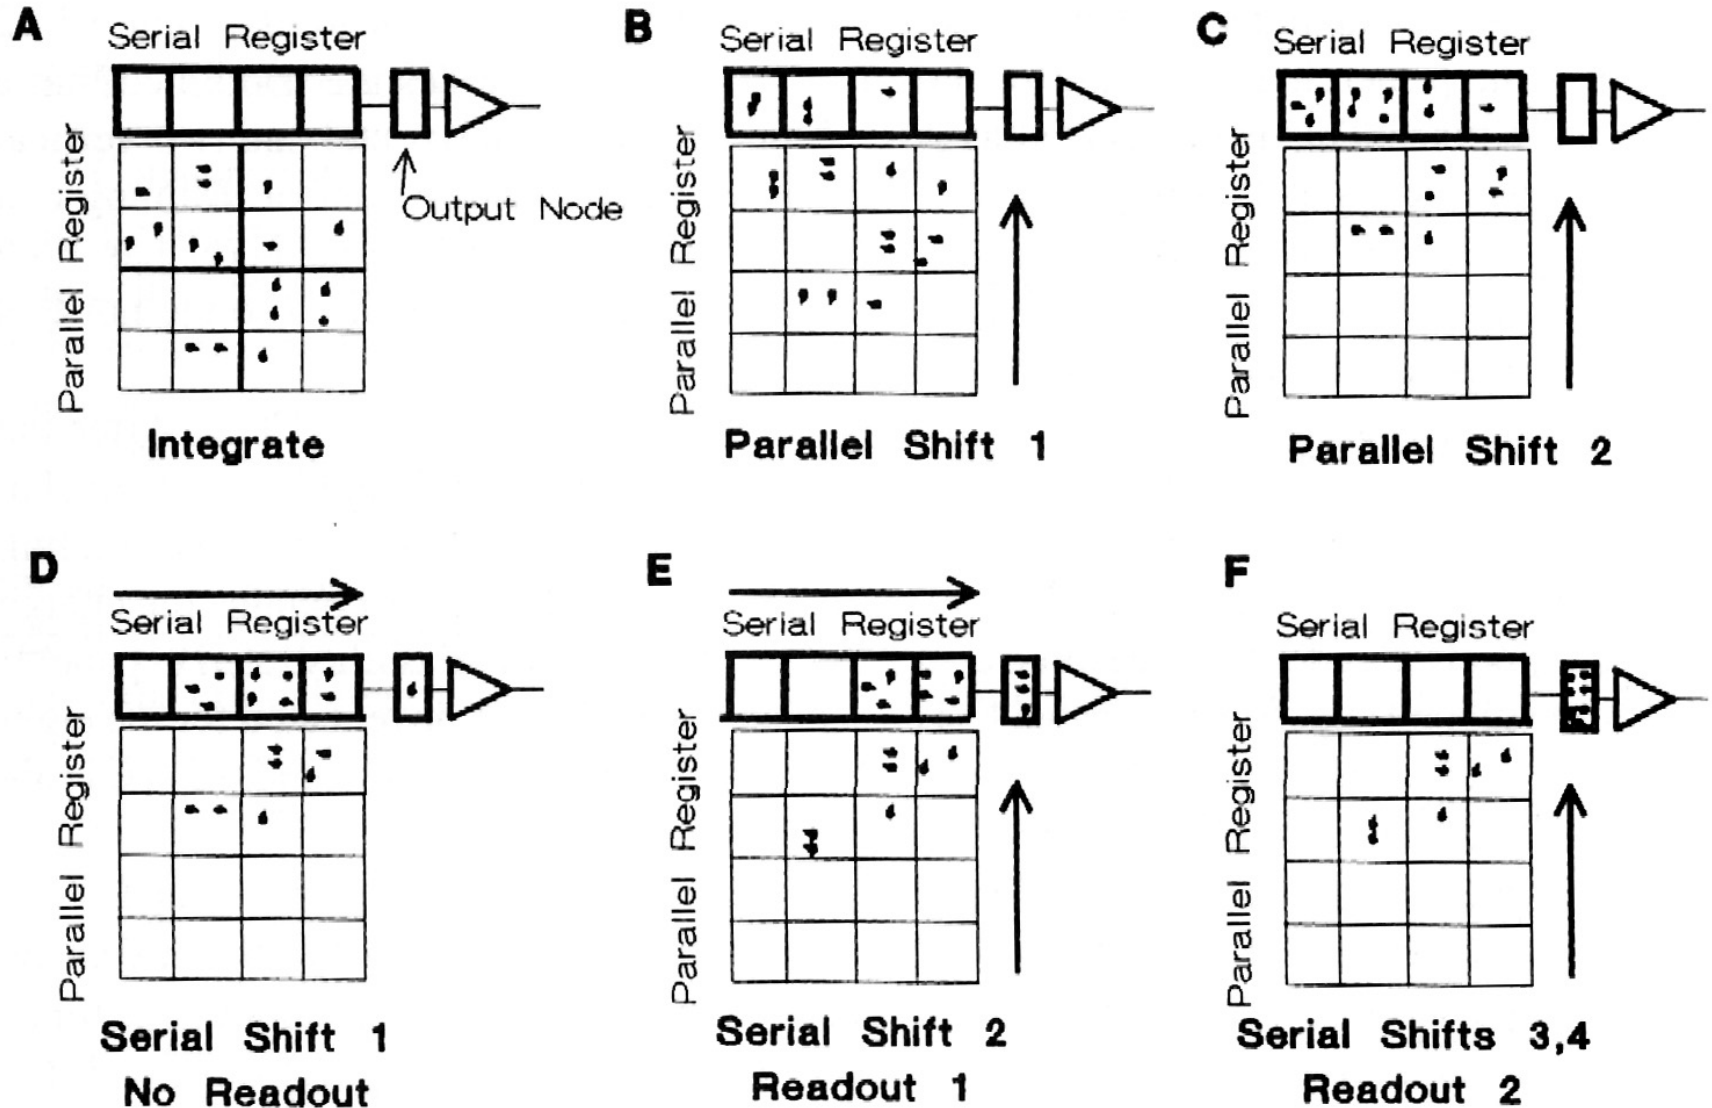 A
Serial Register
Parallel Register
Output Node
Integrate
B
Serial Register
Parallel Register
Parallel Shift 1
C
Serial Register
Parallel Register
Parallel Shift 2
D
Serial Register
Parallel Register
Serial Shift 1
No Readout
E
Serial Register
Parallel Register
Serial Shift 2
Readout 1
F
Serial Register
Parallel Register
Serial Shifts 3,4
Readout 2